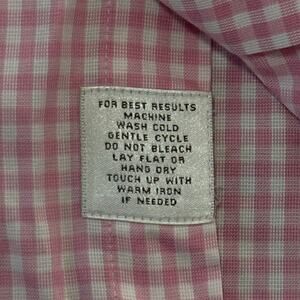 FOR BEST RESULTS
MACHINE
WASH COLD
GENTLE CYCLE
DO NOT BLEACH
LAY FLAT OR
HANG DRY
TOUCH UP WITH
WARM IRON
IF NEEDED